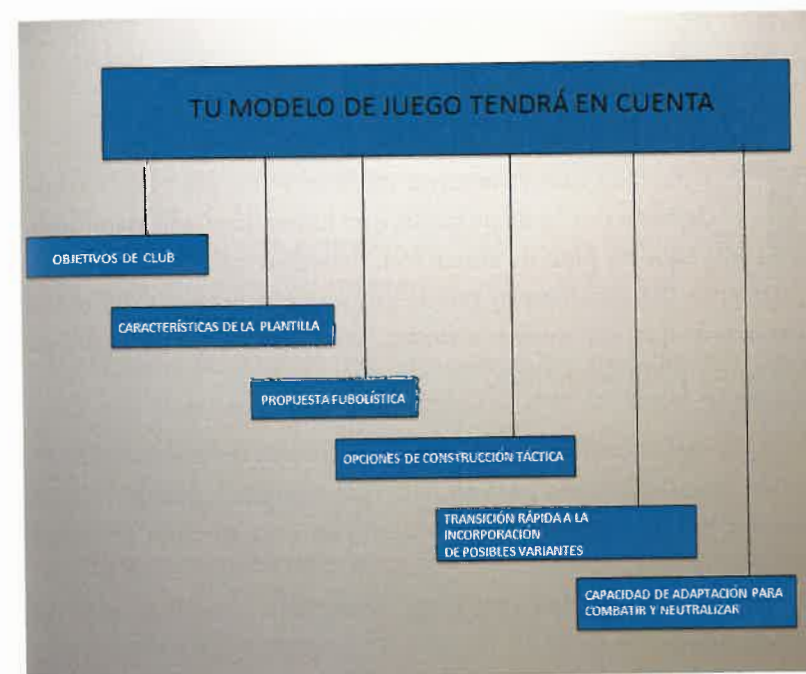 TU MODELO DE JUEGO TENDRÁ EN CUENTA
OBJETIVOS DE CLUB
CARACTERÍSTICAS DE LA PLANTILLA
PROPUESTA FUBOLÍSTICA
OPCIONES DE CONSTRUCCIÓN TÁCTICA
TRANSICIÓN RÁPIDA A LA
INCORPORACIÓN
DE POSIBLES VARIANTES
CAPACIDAD DE ADAPTACIÓN PARA
COMBATIR Y NEUTRALIZAR